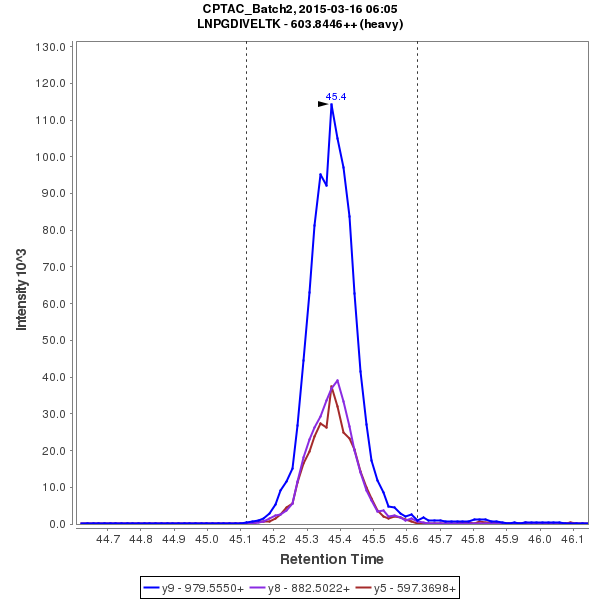 CPTAC_Batch2, 2015-03-16 06:05
LNPGDIVELTK - 603.8446++ (heavy)
130.0
120.0
110.0
100.0
90.0
80.0
70.0
60.0
50.0
40.0
30.0
20.0
10.0
0.0
Intensity 10^3
45.4
44.7 44.8 44.9 45.0 45.1 45.2 45.3 45.4 45.5 45.6 45.7 45.8 45.9 46.0 46.1
Retention Time
y9 - 979.5550+ y8 - 882.5022+ y5 - 597.3698+